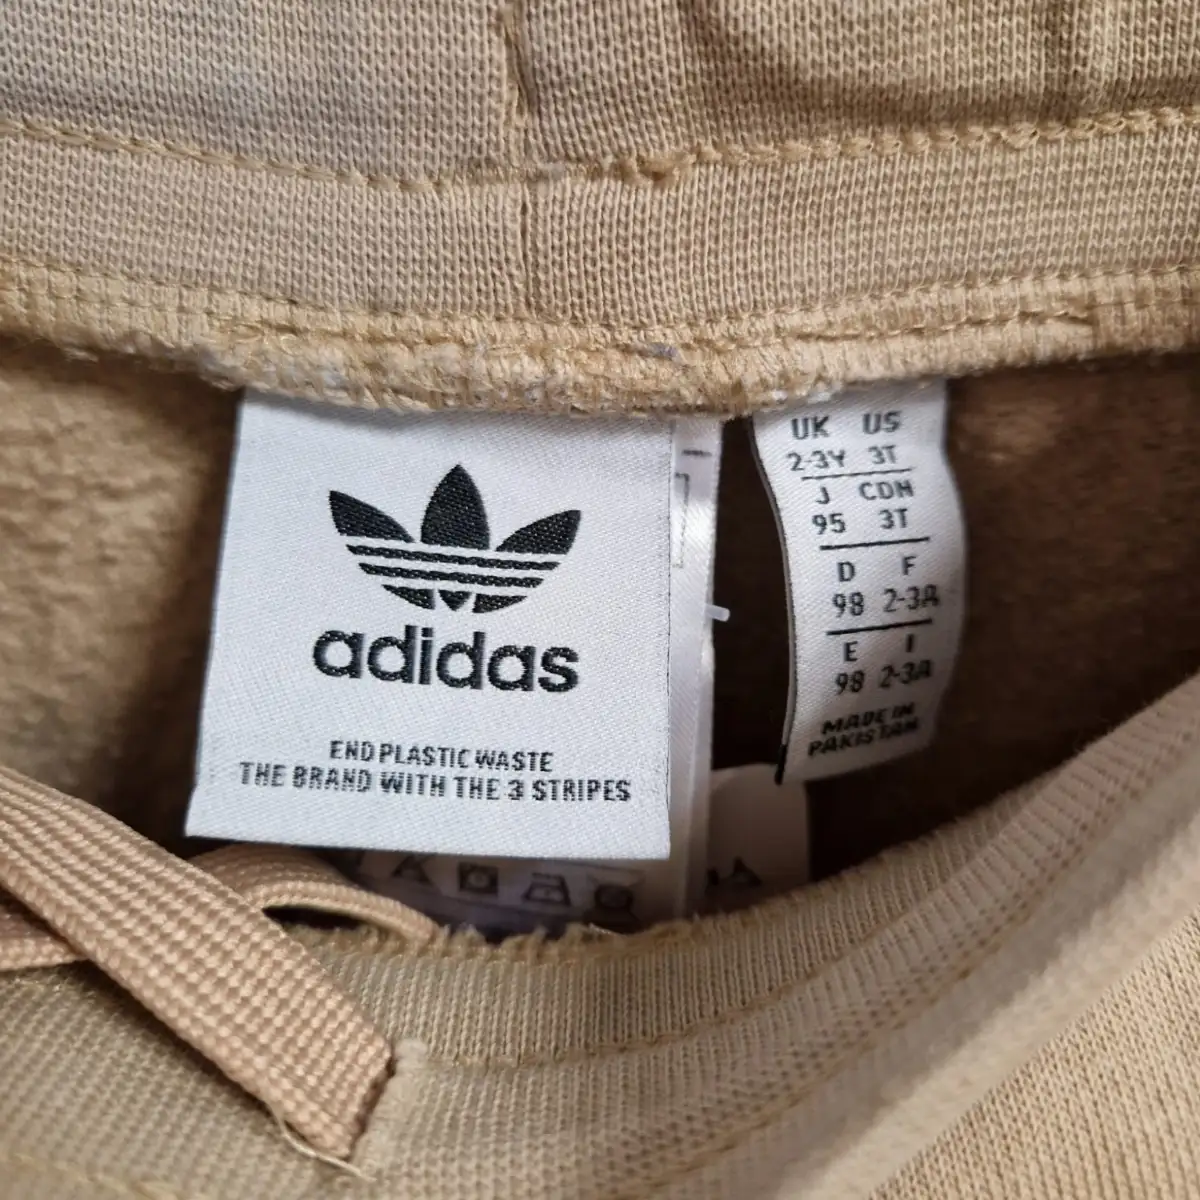 adidas
END PLASTIC WASTE
THE BRAND WITH THE 3 STRIPES
UK US
2-3Y 3T
J CDN
95 3T
D F
98 2-3A
E I
98 2-3A
MADE IN
PAKISTAN